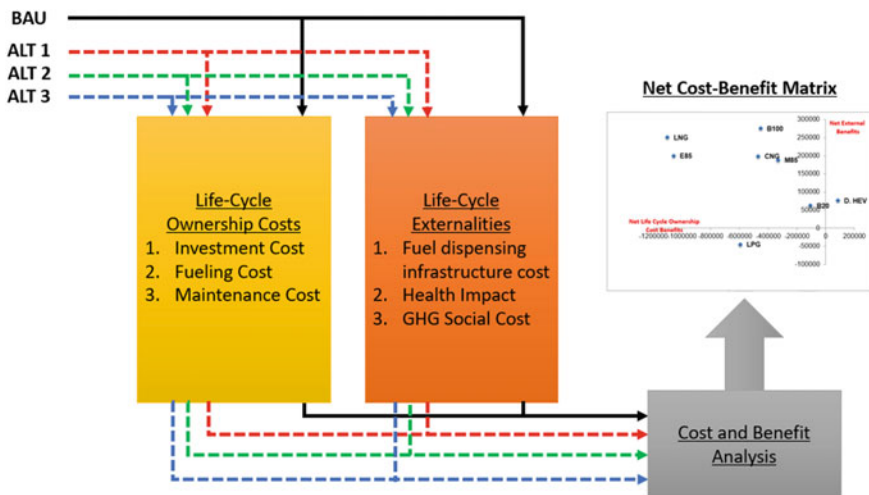 BAU
ALT 1
ALT 2
ALT 3
Life-Cycle
Ownership Costs
1. Investment Cost
2. Fueling Cost
3. Maintenance Cost
Life-Cycle
Externalities
1. Fuel dispensing
infrastructure cost
2. Health Impact
3. GHG Social Cost
Net Cost-Benefit Matrix
300000
250000
200000
150000
100000
50000
0
-50000
-100000
Net External
Benefits
B100
LNG
E85
CNG
M85
D. HEV
B20
Net Life Cycle Ownership
Cost Benefits
-1200000 -1000000 -800000 -600000 -400000 -200000 0 200000
LPG
Cost and Benefit
Analysis